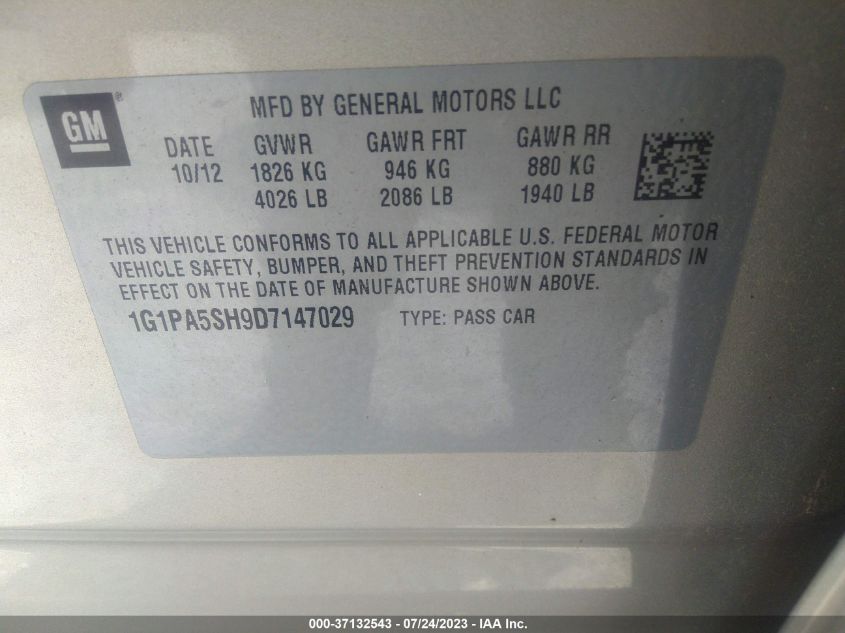 GM®
MFD BY GENERAL MOTORS LLC
DATE GVWR GAWR FRT GAWR RR
10/12 1826 KG 946 KG 880 KG
4026 LB 2086 LB 1940 LB
THIS VEHICLE CONFORMS TO ALL APPLICABLE U.S. FEDERAL MOTOR
VEHICLE SAFETY, BUMPER, AND THEFT PREVENTION STANDARDS IN
EFFECT ON THE DATE OF MANUFACTURE SHOWN ABOVE.
1G1PA5SH9D7147029 TYPE: PASS CAR
000-37132543 / 07/24/2023 - IAA Inc.